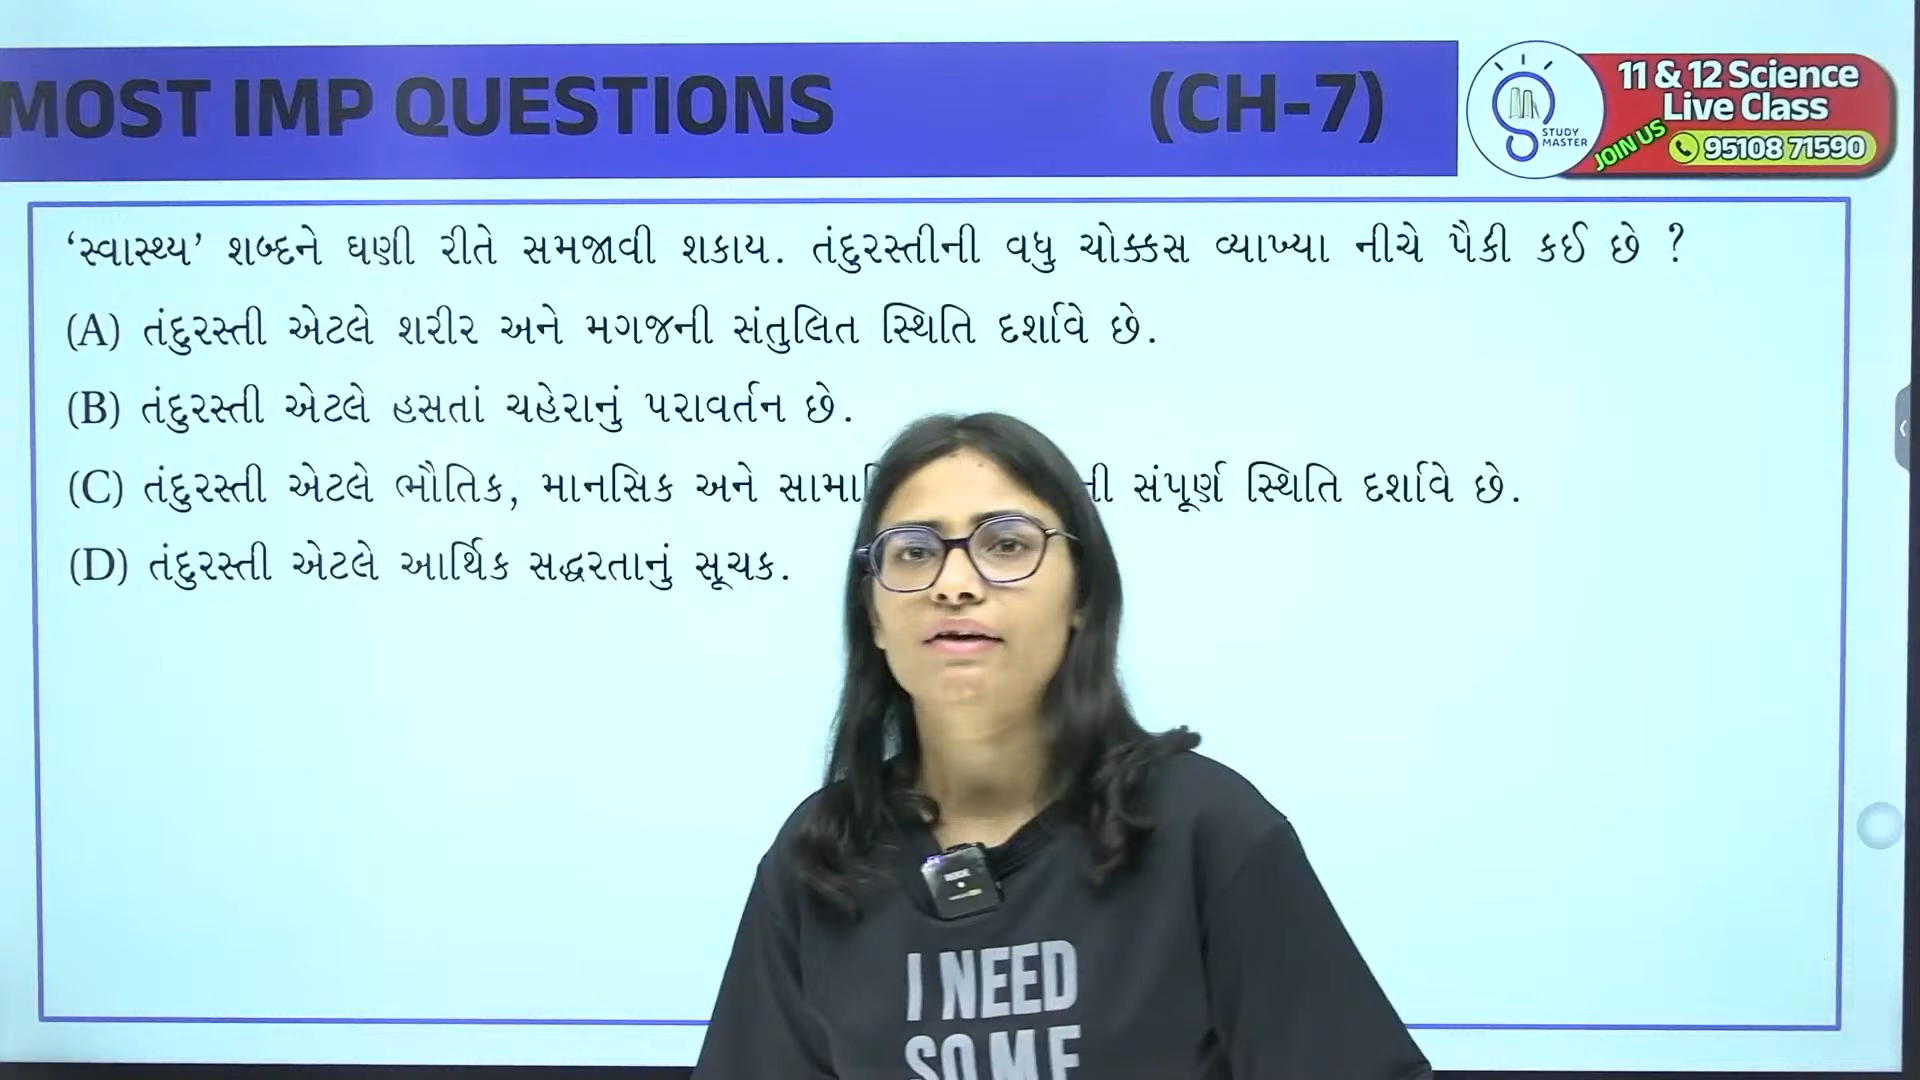 MOST IMP QUESTIONS (CH-7)
STUDY
MASTER
11 & 12 Science
Live Class
JOIN US
95108 71590
‘સ્વાસ્થ્ય’ શબ્દને ઘણી રીતે સમજાવી શકાય. તંદુરસ્તીની વધુ ચોક્કસ વ્યાખ્યા નીચે પૈકી કઈ છે ?
(A) તંદુરસ્તી એટલે શરીર અને મગજની સંતુલિત સ્થિતિ દર્શાવે છે.
(B) તંદુરસ્તી એટલે હસતાં ચહેરાનું પરાવર્તન છે.
(C) તંદુરસ્તી એટલે ભૌતિક, માનસિક અને સંપૂર્ણ સ્થિતિ દર્શાવે છે.
(D) તંદુરસ્તી એટલે આર્થિક સદ્ધરતાનું સૂચક.
I NEED
SOME